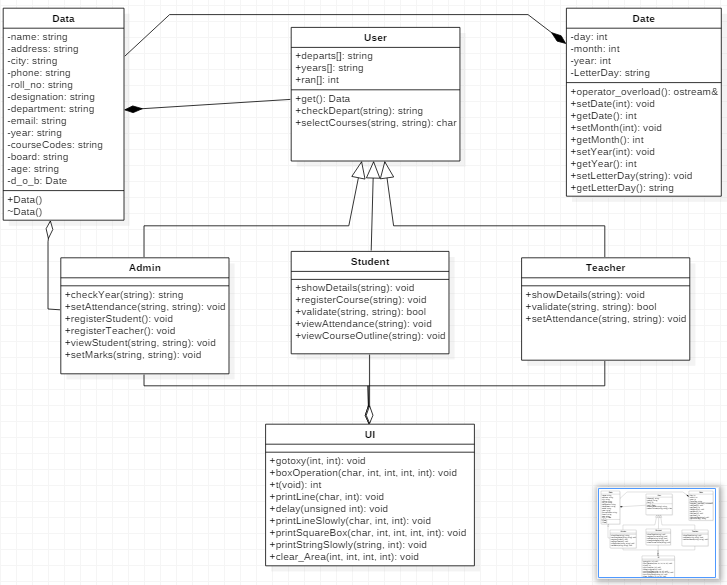 Data
-name: string
-address: string
-city: string
-phone: string
-roll_no: string
-designation: string
-department: string
-email: string
-year: string
-courseCodes: string
-board: string
-age: string
-d_o_b: Date
+Data()
~Data()
User
+departs[]: string
+years[]: string
+ran[]: int
+get(): Data
+checkDepart(string): string
+selectCourses(string, string): char
Date
-day: int
-month: int
-year: int
-LetterDay: string
+operator_overload(): ostream&
+setDate(int): void
+getDate(): int
+setMonth(int): void
+getMonth(): int
+setYear(int): void
+getYear(): int
+setLetterDay(string): void
+getLetterDay(): string
Admin
+checkYear(string): string
+setAttendance(string, string): void
+registerStudent(): void
+registerTeacher(): void
+viewStudent(string, string): void
+setMarks(string, string): void
Student
+showDetails(string): void
+registerCourse(string): void
+validate(string, string): bool
+viewAttendance(string): void
+viewCourseOutline(string): void
Teacher
+showDetails(string): void
+validate(string, string): bool
+setAttendance(string, string): void
UI
+gotoxy(int, int): void
+boxOperation(char, int, int, int, int): void
+t(void): int
+printLine(char, int): void
+delay(unsigned int): void
+printLineSlowly(char, int, int): void
+printSquareBox(char, int, int, int, int): void
+printStringSlowly(string, int): void
+clear_Area(int, int, int, int): void